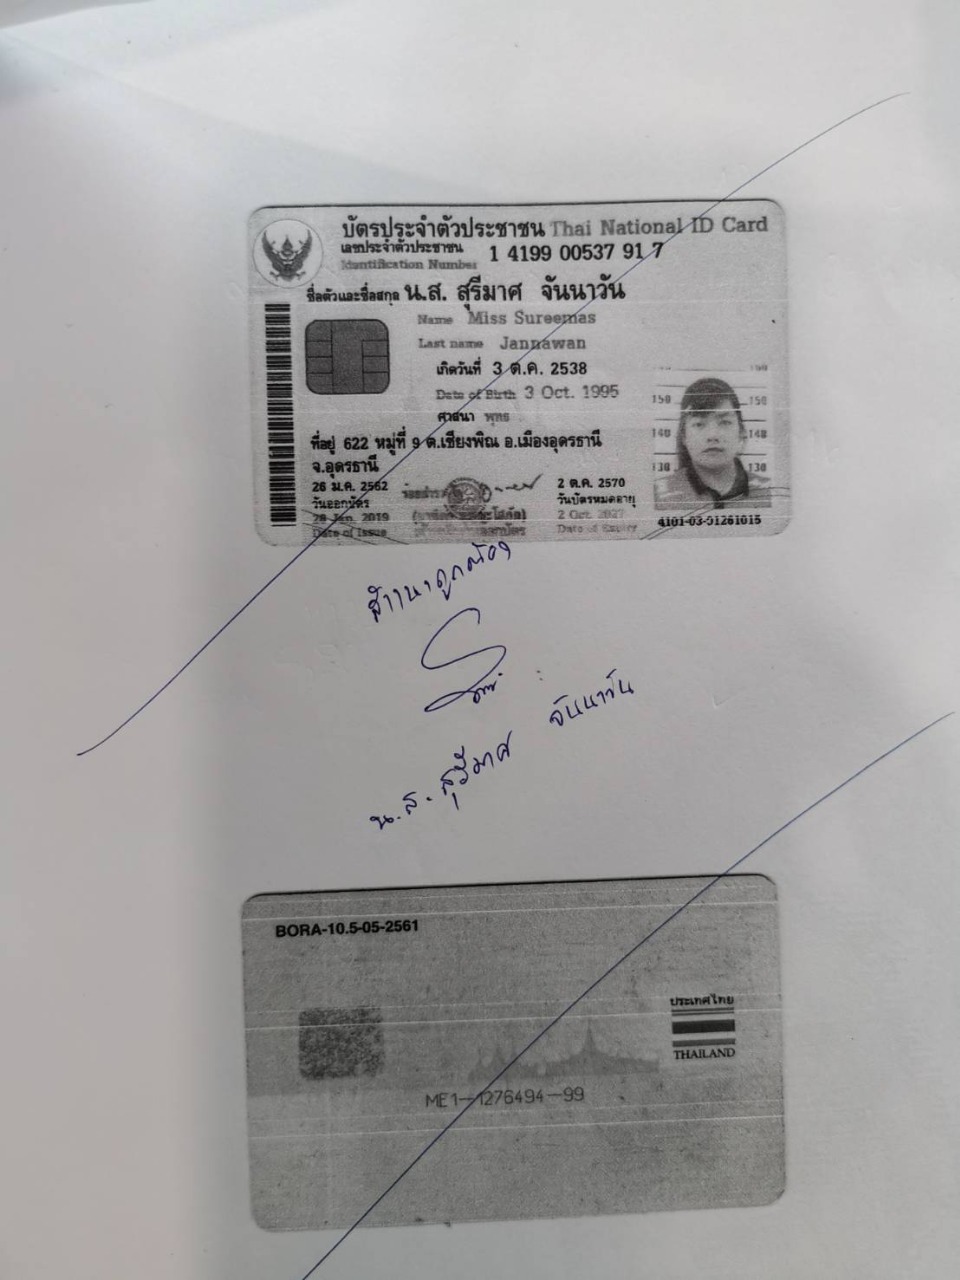 บัตรประจำตัวประชาชน Thai National ID Card
เลขประจำตัวประชาชน 1 4199 00537 91 7
Identification Number
ชื่อตัวและชื่อสกุล น.ส. สุรีมาศ จันนาวัน
Name Miss Sureemas
Last name Jannawan
เกิดวันที่ 3 ต.ค. 2538
Date of Birth 3 Oct. 1995
ศาสนา พุทธ
ที่อยู่ 622 หมู่ที่ 9 ต.เชียงพิณ อ.เมืองอุดรธานี
จ.อุดรธานี
150 150
140 140
130 130
26 ม.ค. 2562 2 ต.ค. 2570
วันออกบัตร วันบัตรหมดอายุ
Jan. 2019 2 Oct. 2027
Date of Issue Date of Expiry
4101-03-01261015
สำเนาถูกต้อง
น.ส. สุรีมาศ จันนาวัน
BORA-10.5-05-2561
ประเทศไทย
THAILAND
ME1-1276494-99